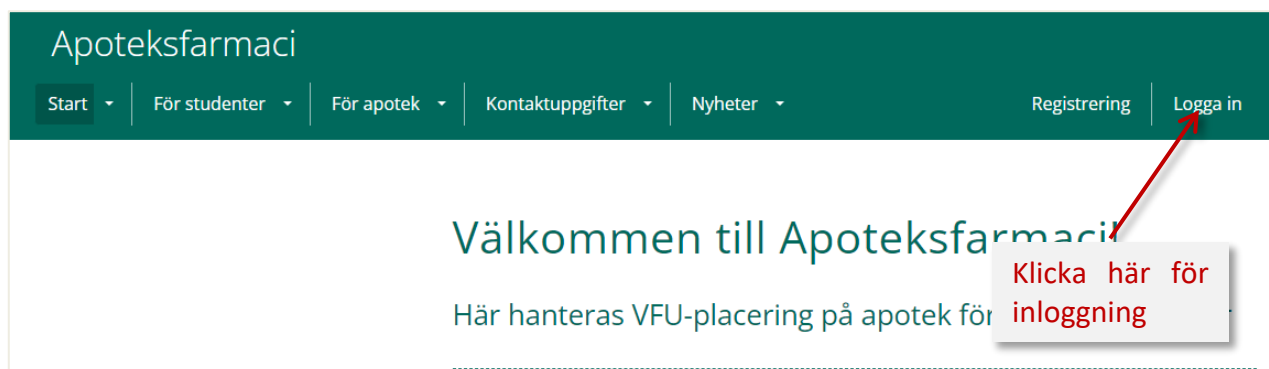 Apoteksfarmaci
Start För studenter För apotek Kontaktuppgifter Nyheter Registrering Logga in
Välkommen till Apoteksfarmaci!
Klicka här för
inloggning
Här hanteras VFU-placering på apotek för